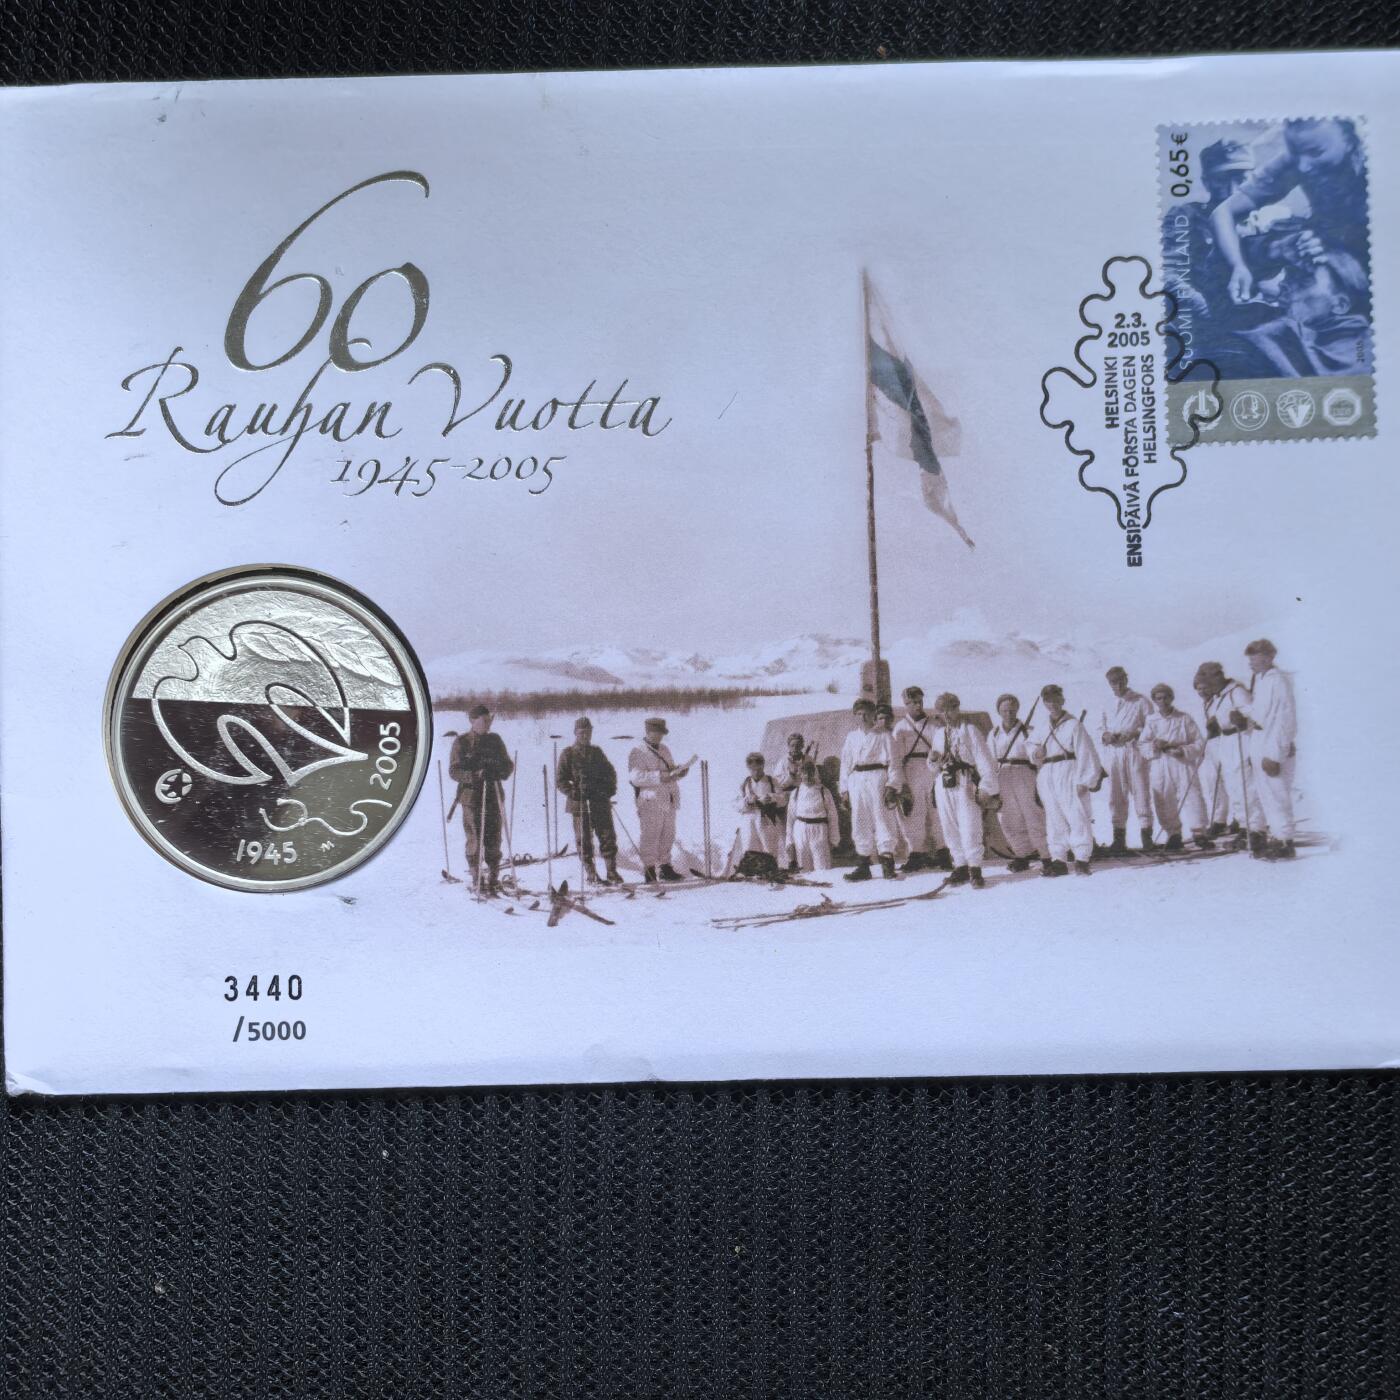 60
Rauhan Vuotta
1945-2005
0,65€
SUOMI FINLAND
2005
2.3.
2005
HELSINKI
ENSIPÄIVÄ FÖRSTA DAGEN
HELSINGFORS
2005
1945
3440
/5000